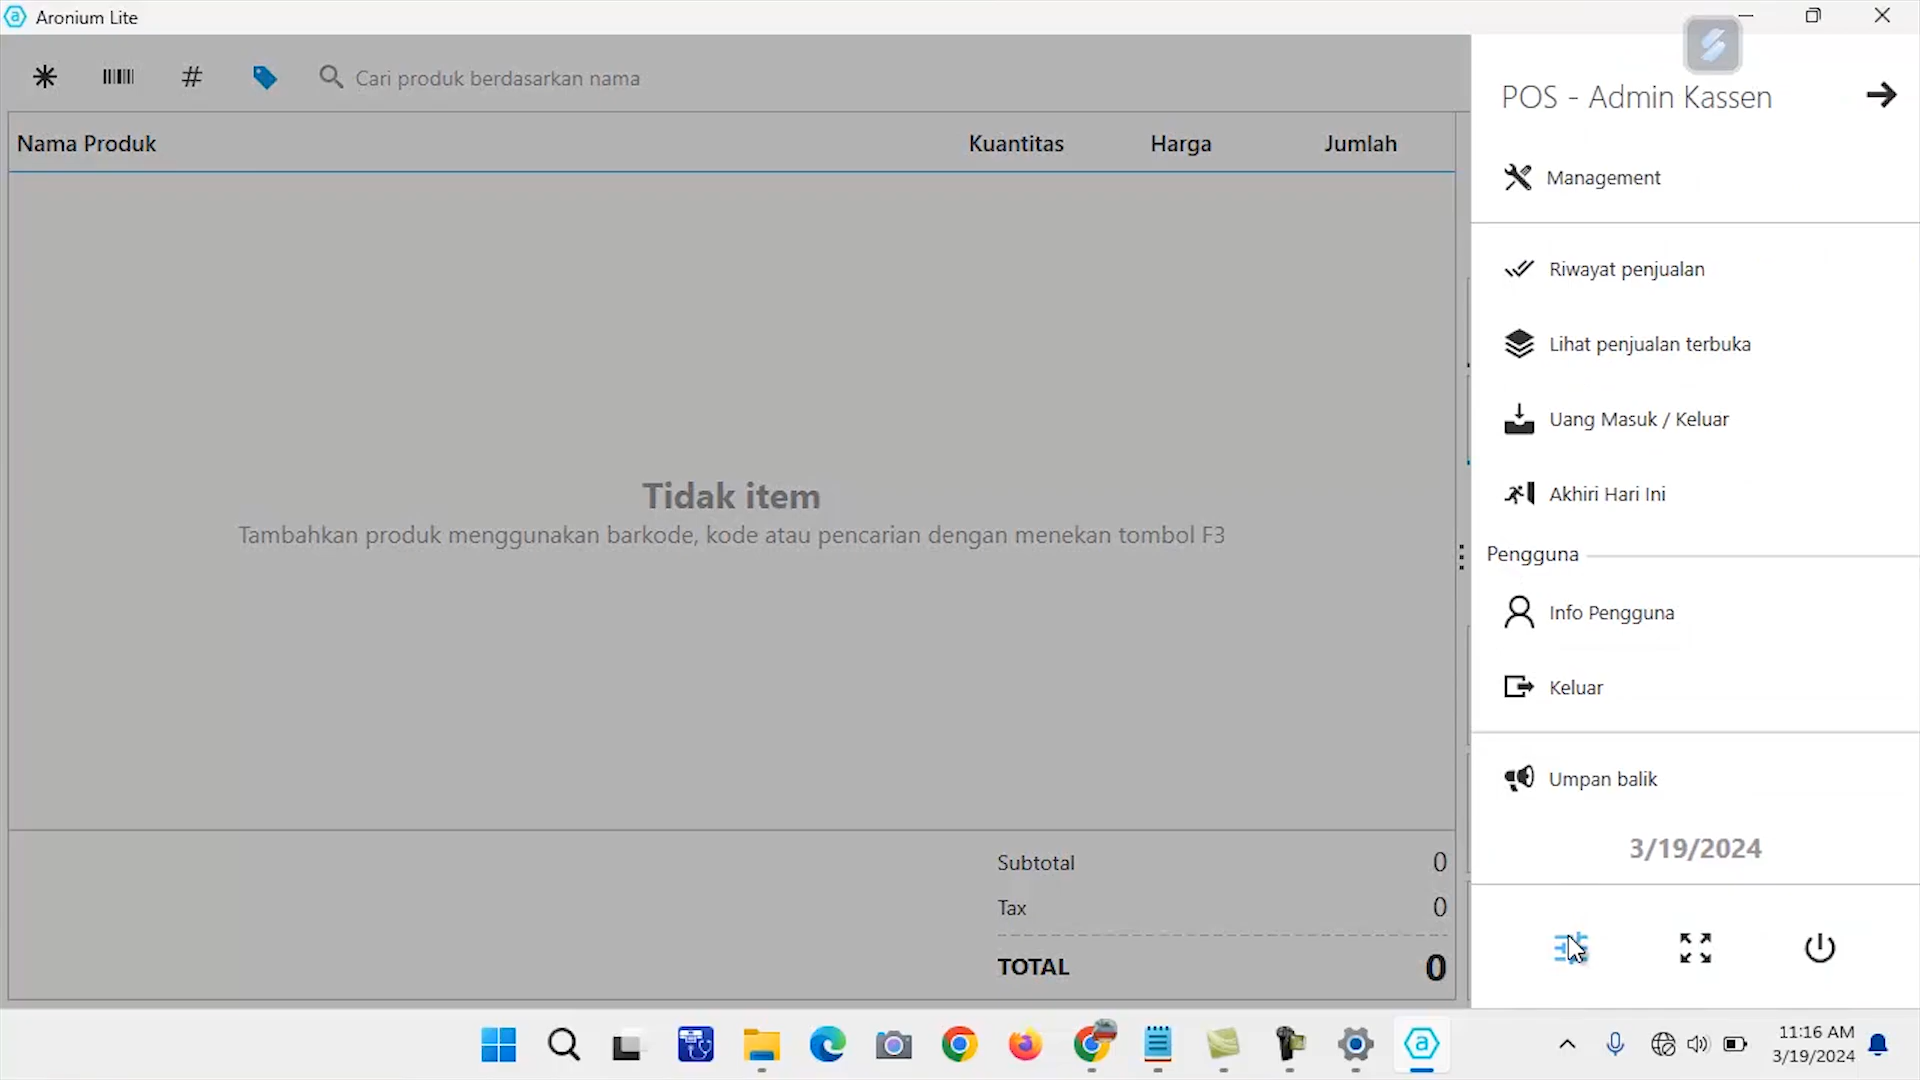 Aronium Lite
Cari produk berdasarkan nama
Nama Produk Kuantitas Harga Jumlah
Tidak item
Tambahkan produk menggunakan barkode, kode atau pencarian dengan menekan tombol F3
Subtotal 0
Tax 0
TOTAL 0
POS - Admin Kassen
Management
Riwayat penjualan
Lihat penjualan terbuka
Uang Masuk / Keluar
Akhiri Hari Ini
Pengguna
Info Pengguna
Keluar
Umpan balik
3/19/2024
11:16 AM
3/19/2024